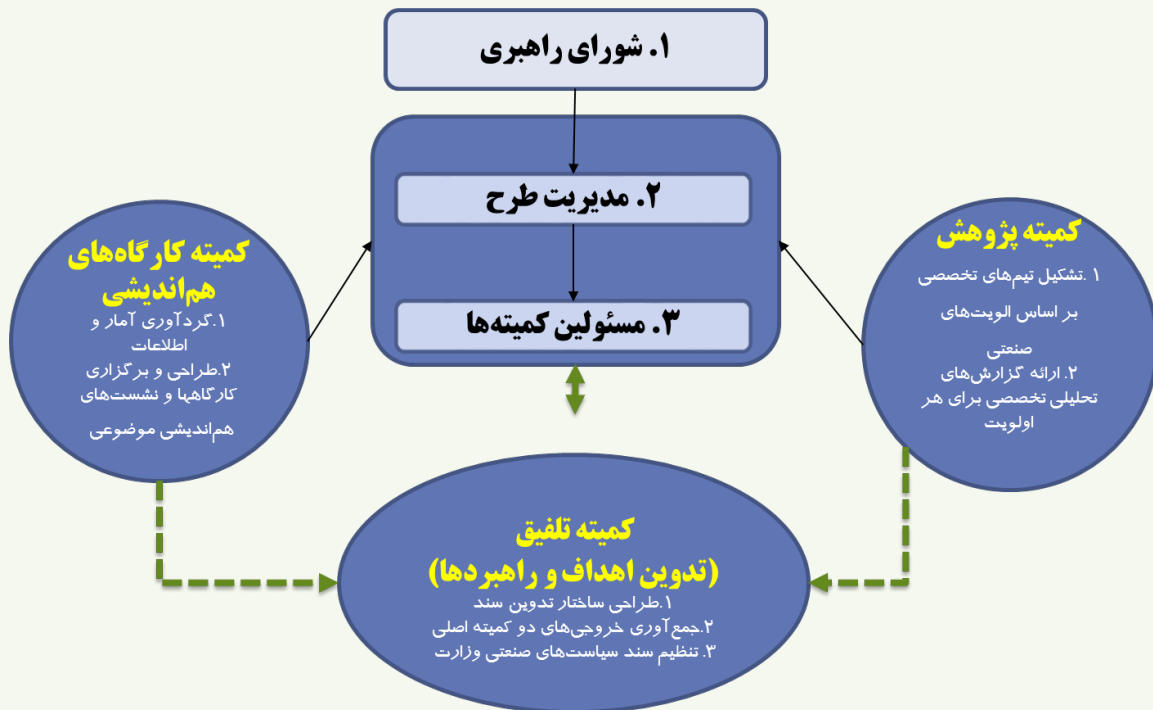 ۱. شورای راهبری
۲. مدیریت طرح
۳. مسئولین کمیته‌ها
کمیته پژوهش
۱ .تشکیل تیم‌های تخصصی
بر اساس الویت‌های
صنعتی
۲. ارائه گزارش‌های
تحلیلی تخصصی برای هر
اولویت
کمیته کارگاه‌های
هم‌اندیشی
۱.گردآوری آمار و
اطلاعات
۲.طراحی و برگزاری
کارگاهها و نشست‌های
هم‌اندیشی موضوعی
کمیته تلفیق
(تدوین اهداف و راهبردها)
۱.طراحی ساختار تدوین سند
۲.جمع‌آوری خروجی‌های دو کمیته اصلی
۳. تنظیم سند سیاست‌های صنعتی وزارت